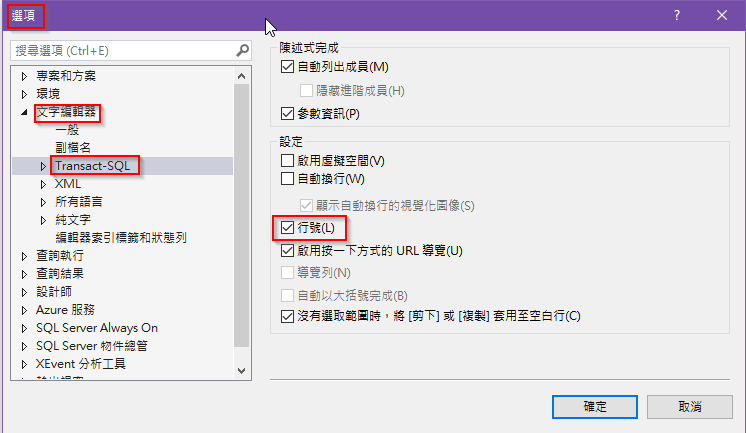 選項
搜尋選項 (Ctrl+E)
專案和方案
環境
文字編輯器
一般
副檔名
Transact-SQL
XML
所有語言
純文字
編輯器索引標籤和狀態列
查詢執行
查詢結果
設計師
Azure 服務
SQL Server Always On
SQL Server 物件總管
XEvent 分析工具
陳述式完成
自動列出成員(M)
隱藏進階成員(H)
參數資訊(P)
設定
啟用虛擬空間(V)
自動換行(W)
顯示自動換行的視覺化圖像(S)
行號(L)
啟用按一下方式的 URL 導覽(U)
導覽列(N)
自動以大括號完成(B)
沒有選取範圍時，將 [剪下] 或 [複製] 套用至空白行(C)
確定
取消